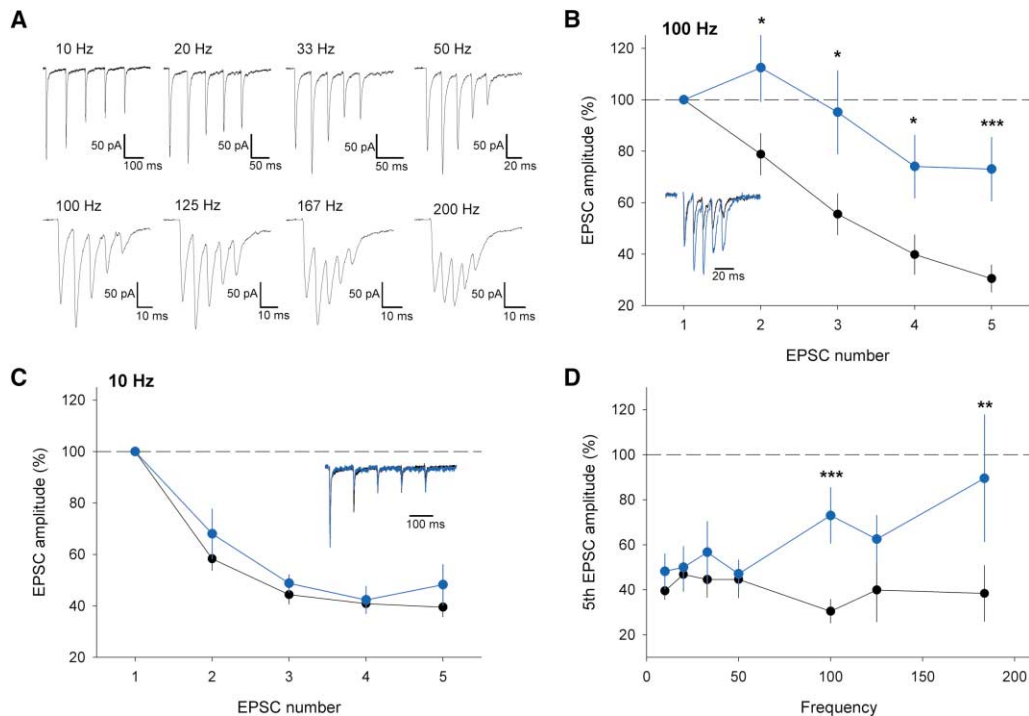 A
10 Hz
20 Hz
33 Hz
50 Hz
50 pA
100 ms
50 pA
50 ms
50 pA
50 ms
50 pA
20 ms
100 Hz
125 Hz
167 Hz
200 Hz
50 pA
10 ms
50 pA
10 ms
50 pA
10 ms
50 pA
10 ms
B
100 Hz
EPSC amplitude (%)
120
100
80
60
40
20
*
*
*
***
20 ms
1 2 3 4 5
EPSC number
C
10 Hz
EPSC amplitude (%)
120
100
80
60
40
20
100 ms
1 2 3 4 5
EPSC number
D
5th EPSC amplitude (%)
120
100
80
60
40
20
***
**
0 50 100 150 200
Frequency